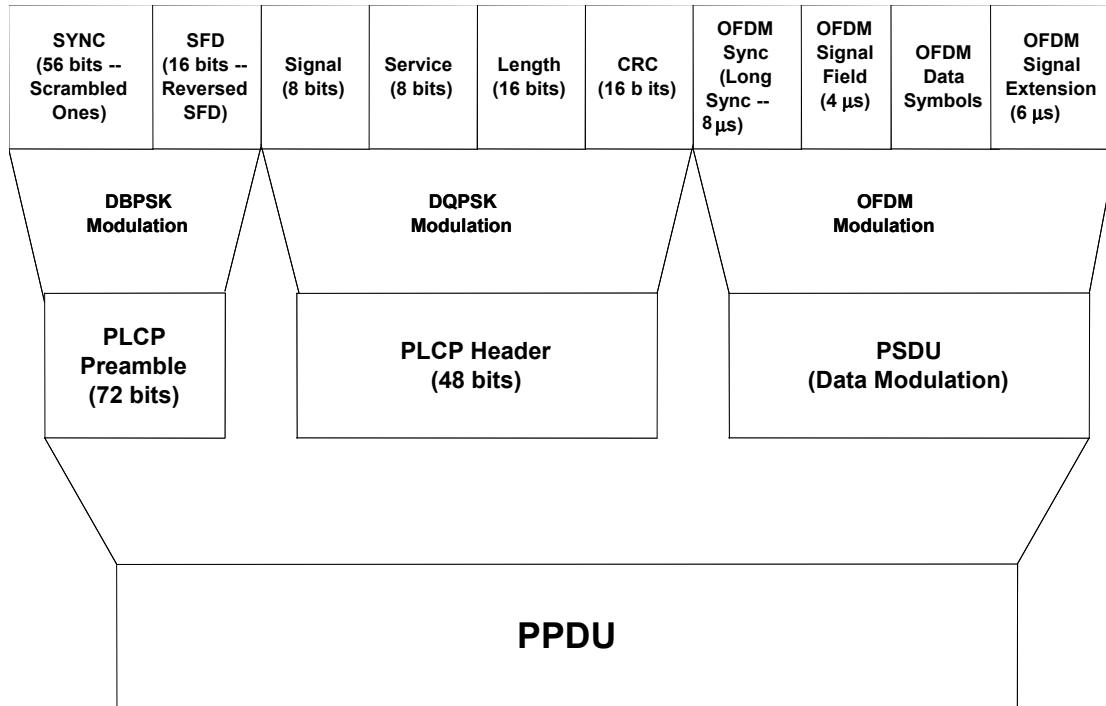 SYNC
(56 bits --
Scrambled
Ones)
SFD
(16 bits --
Reversed
SFD)
Signal
(8 bits)
Service
(8 bits)
Length
(16 bits)
CRC
(16 b its)
OFDM
Sync
(Long
Sync --
8 μs)
OFDM
Signal
Field
(4 μs)
OFDM
Data
Symbols
OFDM
Signal
Extension
(6 μs)
DBPSK
Modulation
DQPSK
Modulation
OFDM
Modulation
PLCP
Preamble
(72 bits)
PLCP Header
(48 bits)
PSDU
(Data Modulation)
PPDU